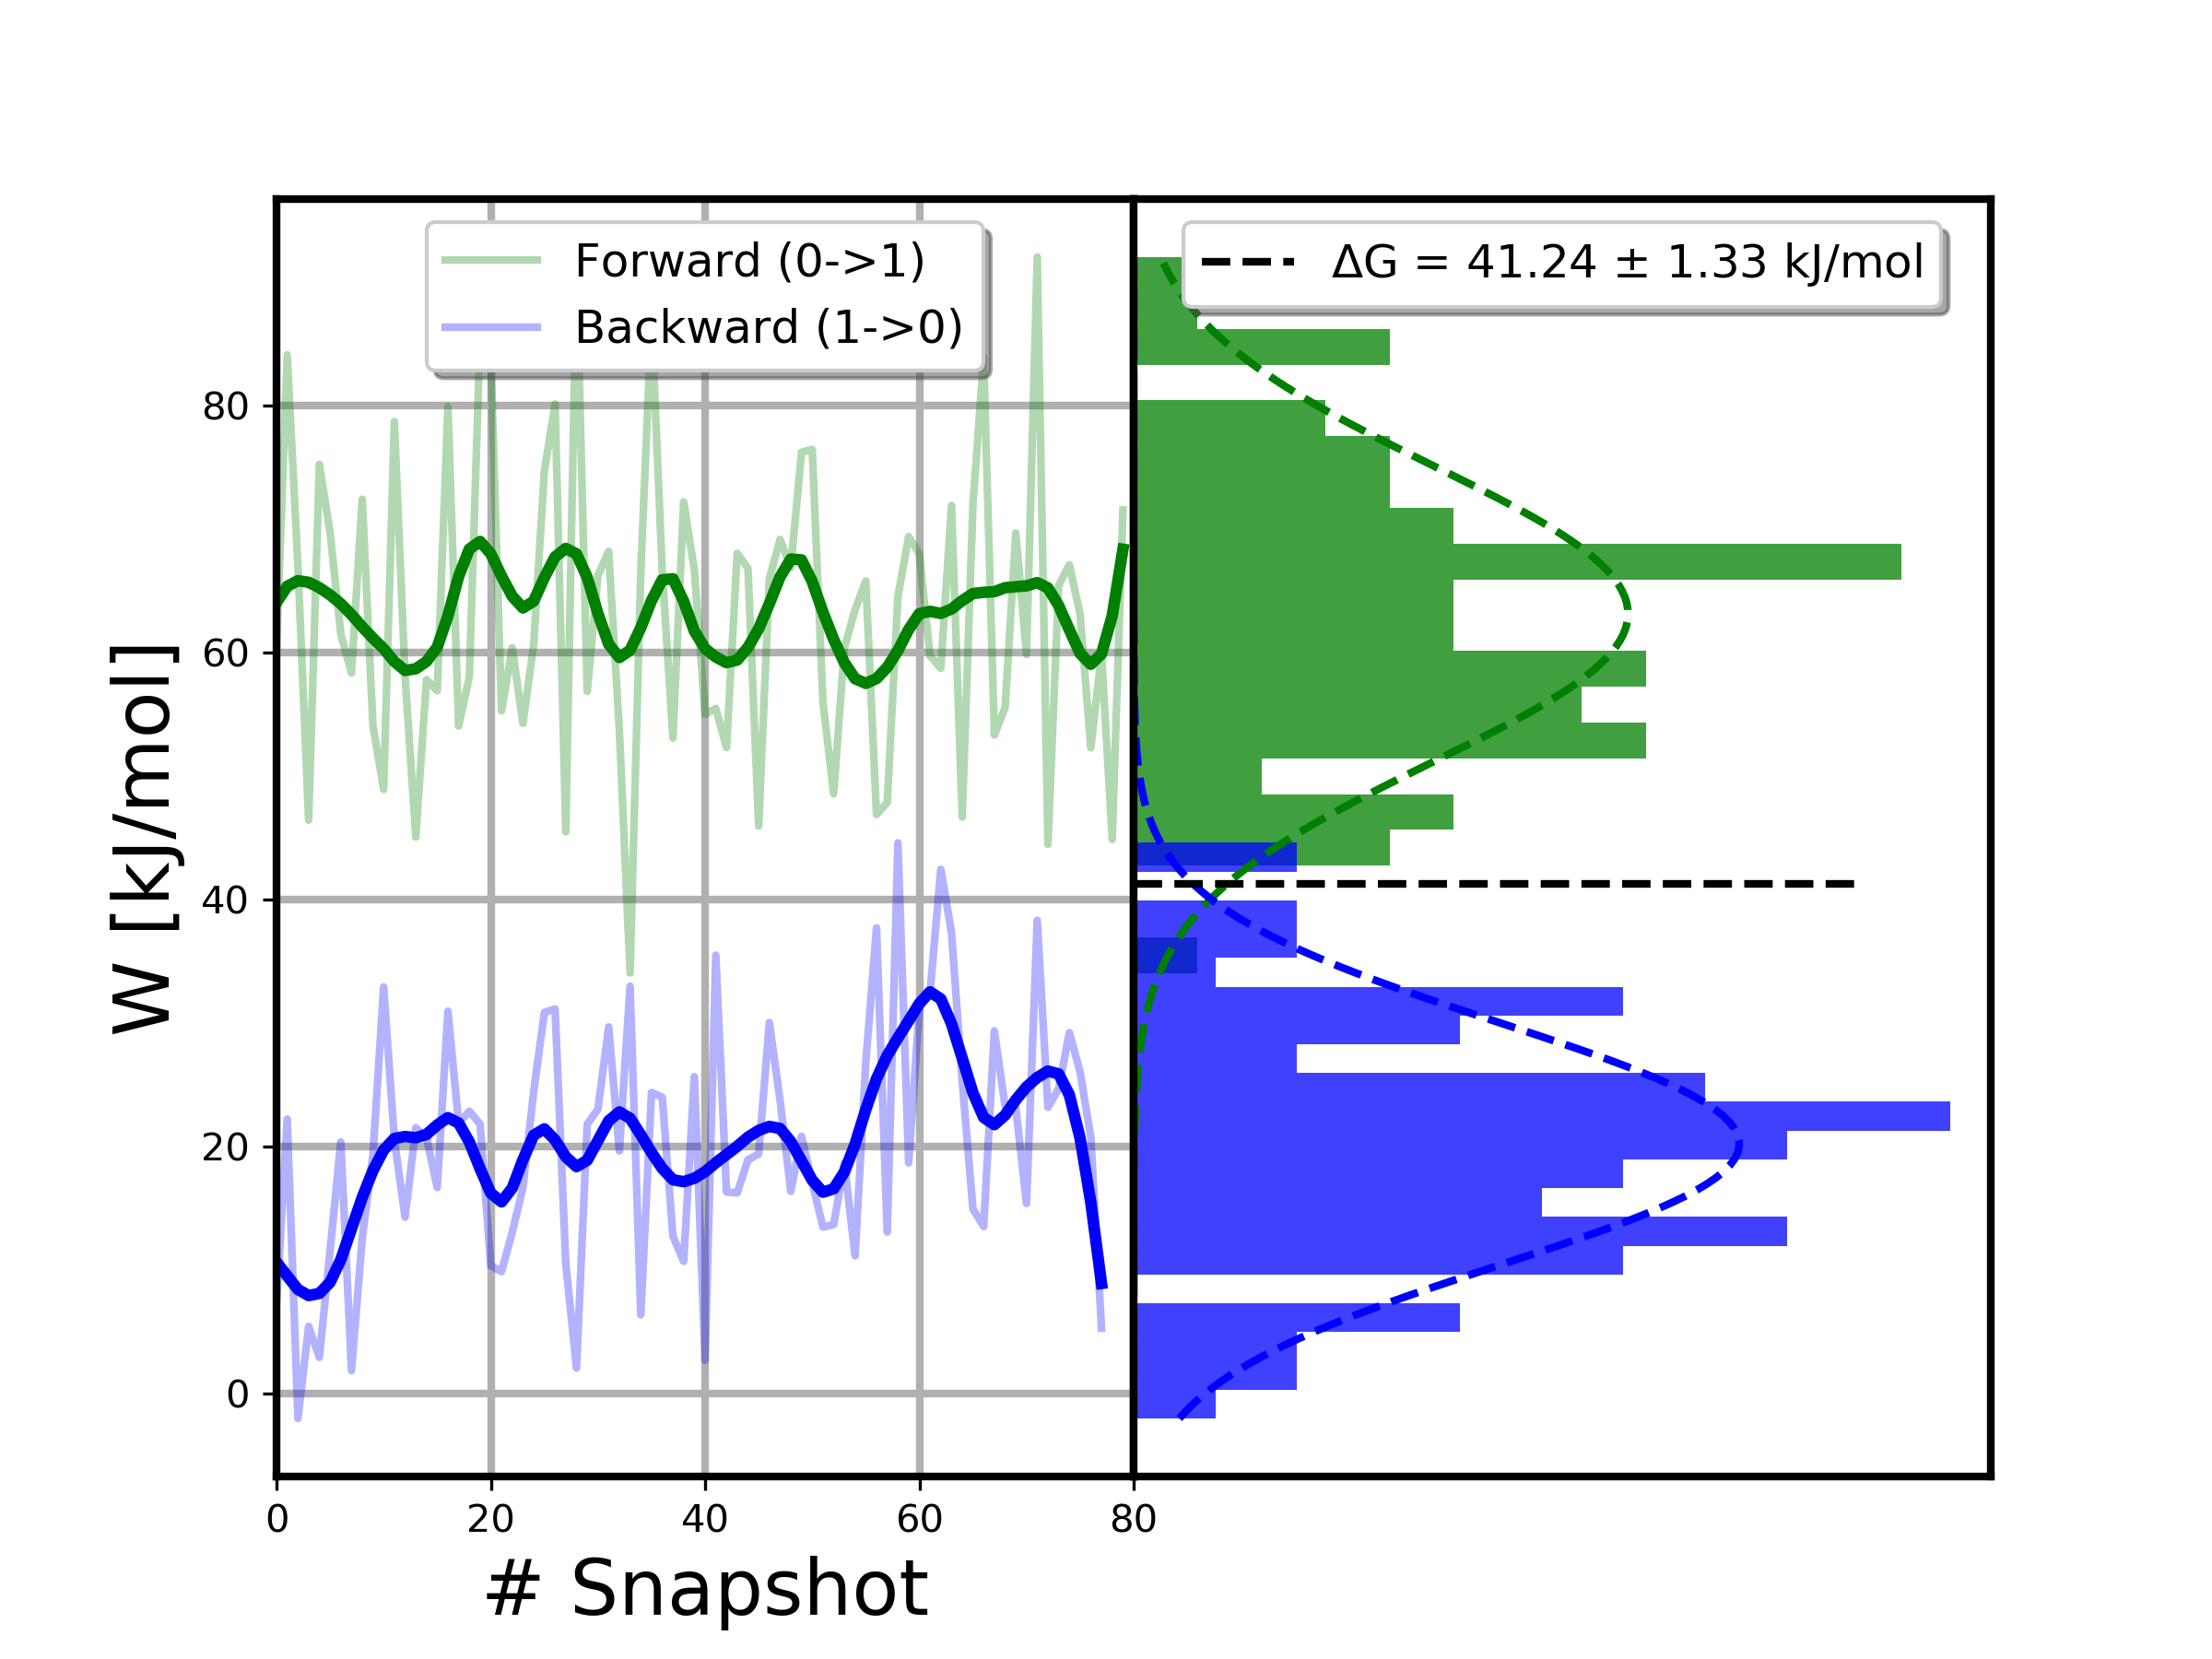 Forward (0->1)
Backward (1->0)
ΔG = 41.24 ± 1.33 kJ/mol
W [kJ/mol]
80
60
40
20
0
0 20 40 60 80
# Snapshot